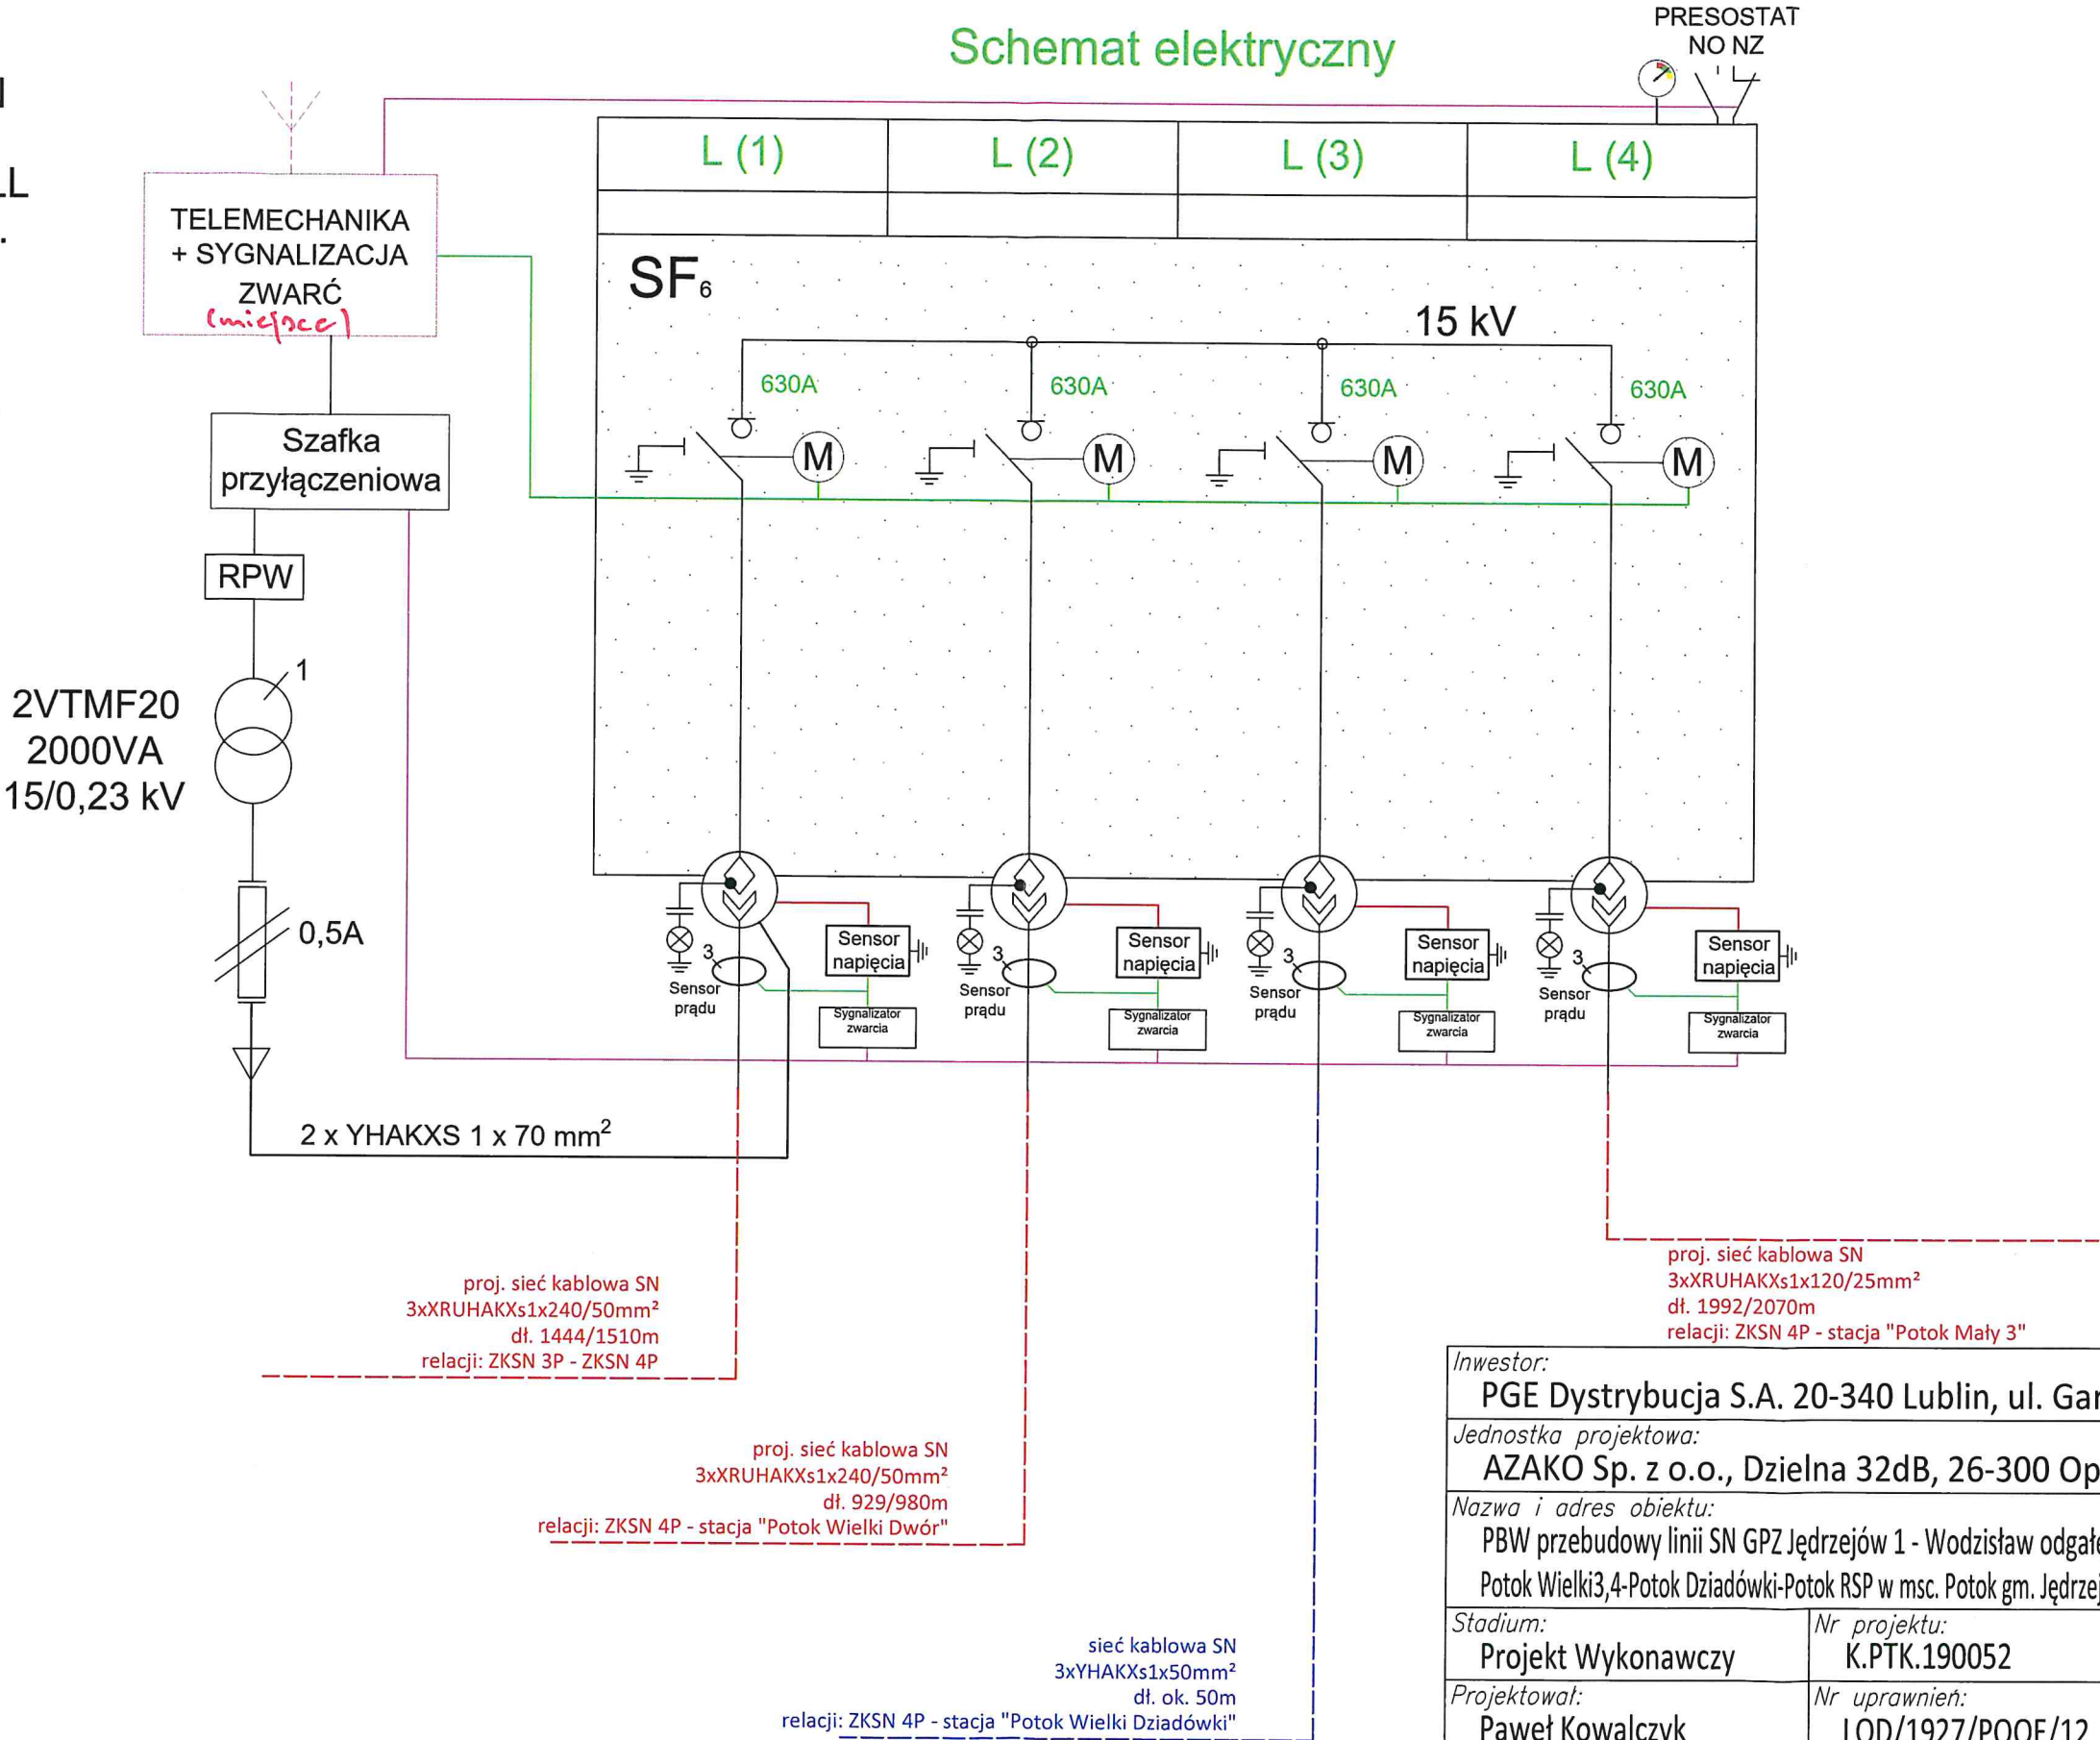 Schemat elektryczny
PRESOSTAT
NO NZ
LL
TELEMECHANIKA
+ SYGNALIZACJA
ZWARĆ
(miejsce)
L (1)
L (2)
L (3)
L (4)
SF₆
15 kV
630A
630A
630A
630A
M
M
M
M
Szafka
przyłączeniowa
RPW
1
2VTMF20
2000VA
15/0,23 kV
0,5A
2 x YHAKXS 1 x 70 mm²
3
Sensor
prądu
Sensor
napięcia
Sygnalizator
zwarcia
3
Sensor
prądu
Sensor
napięcia
Sygnalizator
zwarcia
3
Sensor
prądu
Sensor
napięcia
Sygnalizator
zwarcia
3
Sensor
prądu
Sensor
napięcia
Sygnalizator
zwarcia
proj. sieć kablowa SN
3xXRUHAKXs1x240/50mm²
dł. 1444/1510m
relacji: ZKSN 3P - ZKSN 4P
proj. sieć kablowa SN
3xXRUHAKXs1x240/50mm²
dł. 929/980m
relacji: ZKSN 4P - stacja "Potok Wielki Dwór"
sieć kablowa SN
3xYHAKXs1x50mm²
dł. ok. 50m
relacji: ZKSN 4P - stacja "Potok Wielki Dziadówki"
proj. sieć kablowa SN
3xXRUHAKXs1x120/25mm²
dł. 1992/2070m
relacji: ZKSN 4P - stacja "Potok Mały 3"
Inwestor:
PGE Dystrybucja S.A. 20-340 Lublin, ul. Gar
Jednostka projektowa:
AZAKO Sp. z o.o., Dzielna 32dB, 26-300 Op
Nazwa i adres obiektu:
PBW przebudowy linii SN GPZ Jędrzejów 1 - Wodzisław odgałę
Potok Wielki3,4-Potok Dziadówki-Potok RSP w msc. Potok gm. Jędrzej
Stadium:
Projekt Wykonawczy
Nr projektu:
K.PTK.190052
Projektował:
Paweł Kowalczyk
Nr uprawnień:
LOD/1927/POOE/12